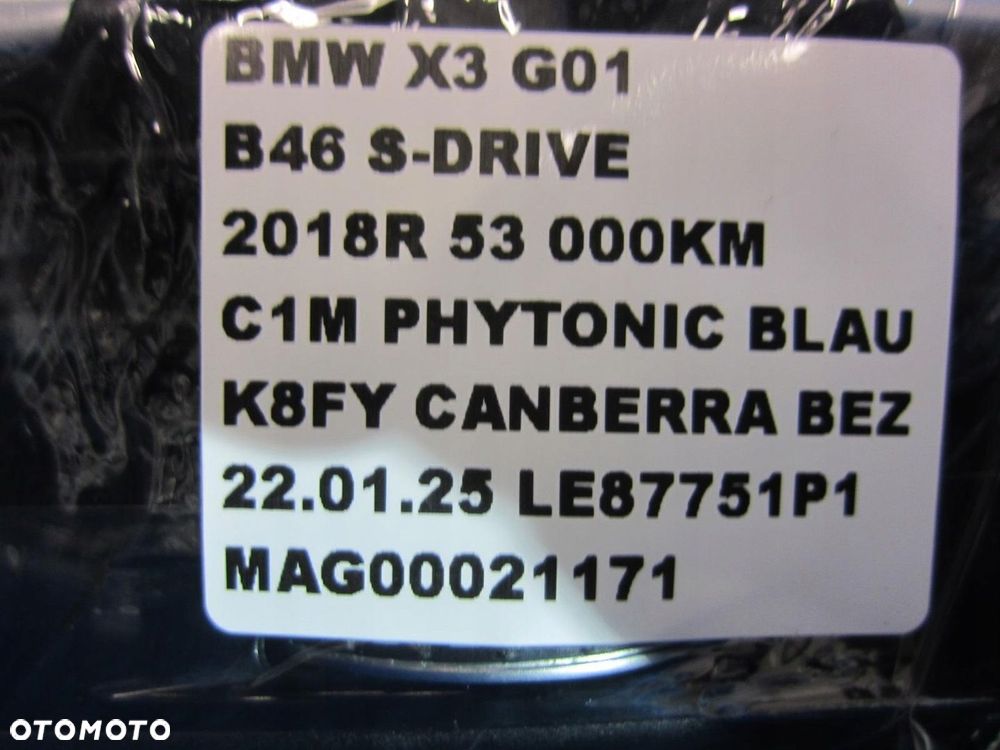 BMW X3 G01
B46 S-DRIVE
2018R 53 000KM
C1M PHYTONIC BLAU
K8FY CANBERRA BEZ
22.01.25 LE87751P1
MAG00021171
OTOMOTO